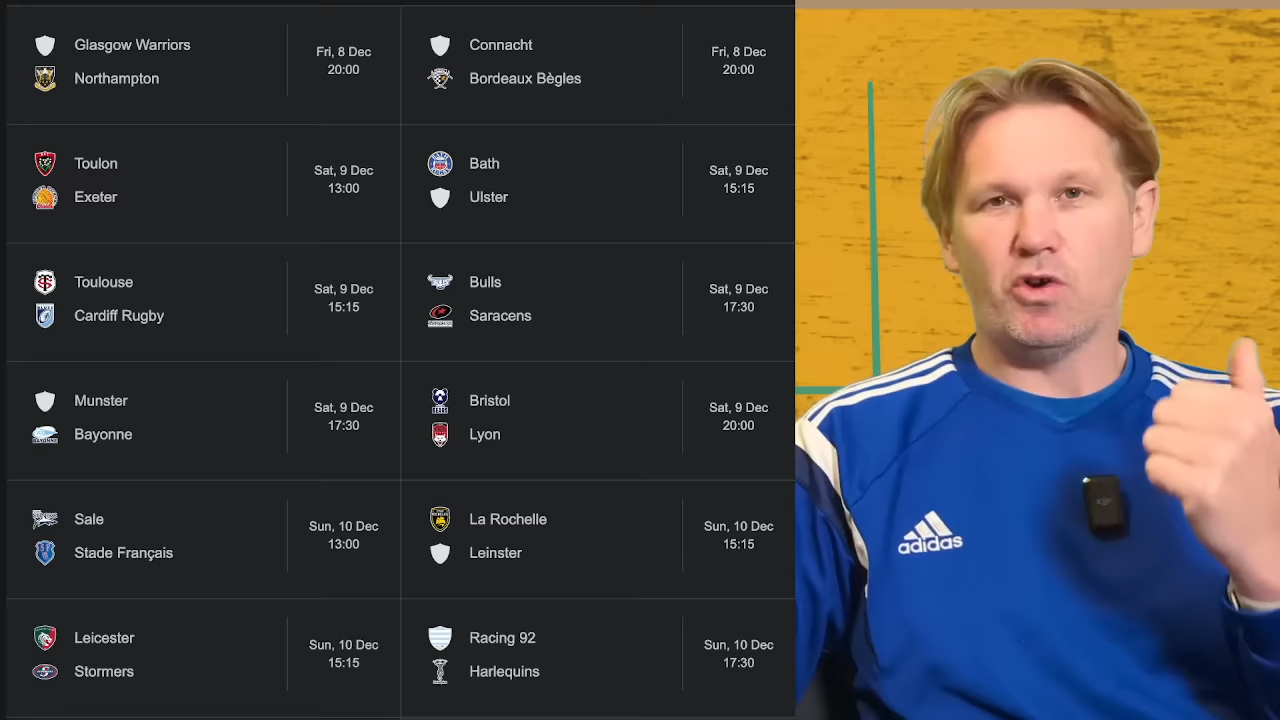 Glasgow Warriors
Northampton
Fri, 8 Dec
20:00
Connacht
Bordeaux Bègles
Fri, 8 Dec
20:00
Toulon
Exeter
Sat, 9 Dec
13:00
Bath
Ulster
Sat, 9 Dec
15:15
Toulouse
Cardiff Rugby
Sat, 9 Dec
15:15
Bulls
Saracens
Sat, 9 Dec
17:30
Munster
Bayonne
Sat, 9 Dec
17:30
Bristol
Lyon
Sat, 9 Dec
20:00
Sale
Stade Français
Sun, 10 Dec
13:00
La Rochelle
Leinster
Sun, 10 Dec
15:15
Leicester
Stormers
Sun, 10 Dec
15:15
Racing 92
Harlequins
Sun, 10 Dec
17:30
adidas